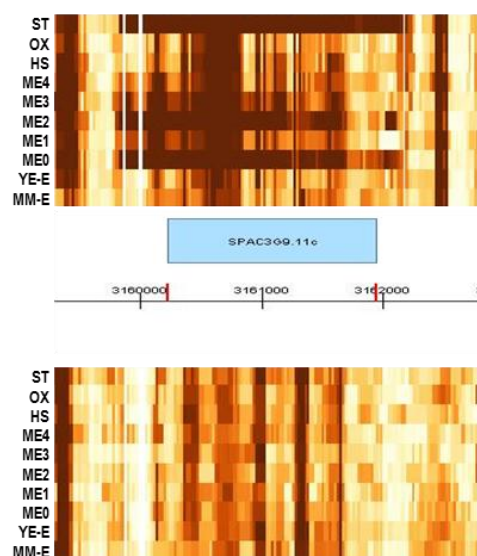 ST
OX
HS
ME4
ME3
ME2
ME1
ME0
YE-E
MM-E
SPAC3G9.11c
3160000 3161000 3162000
ST
OX
HS
ME4
ME3
ME2
ME1
ME0
YE-E
MM-E